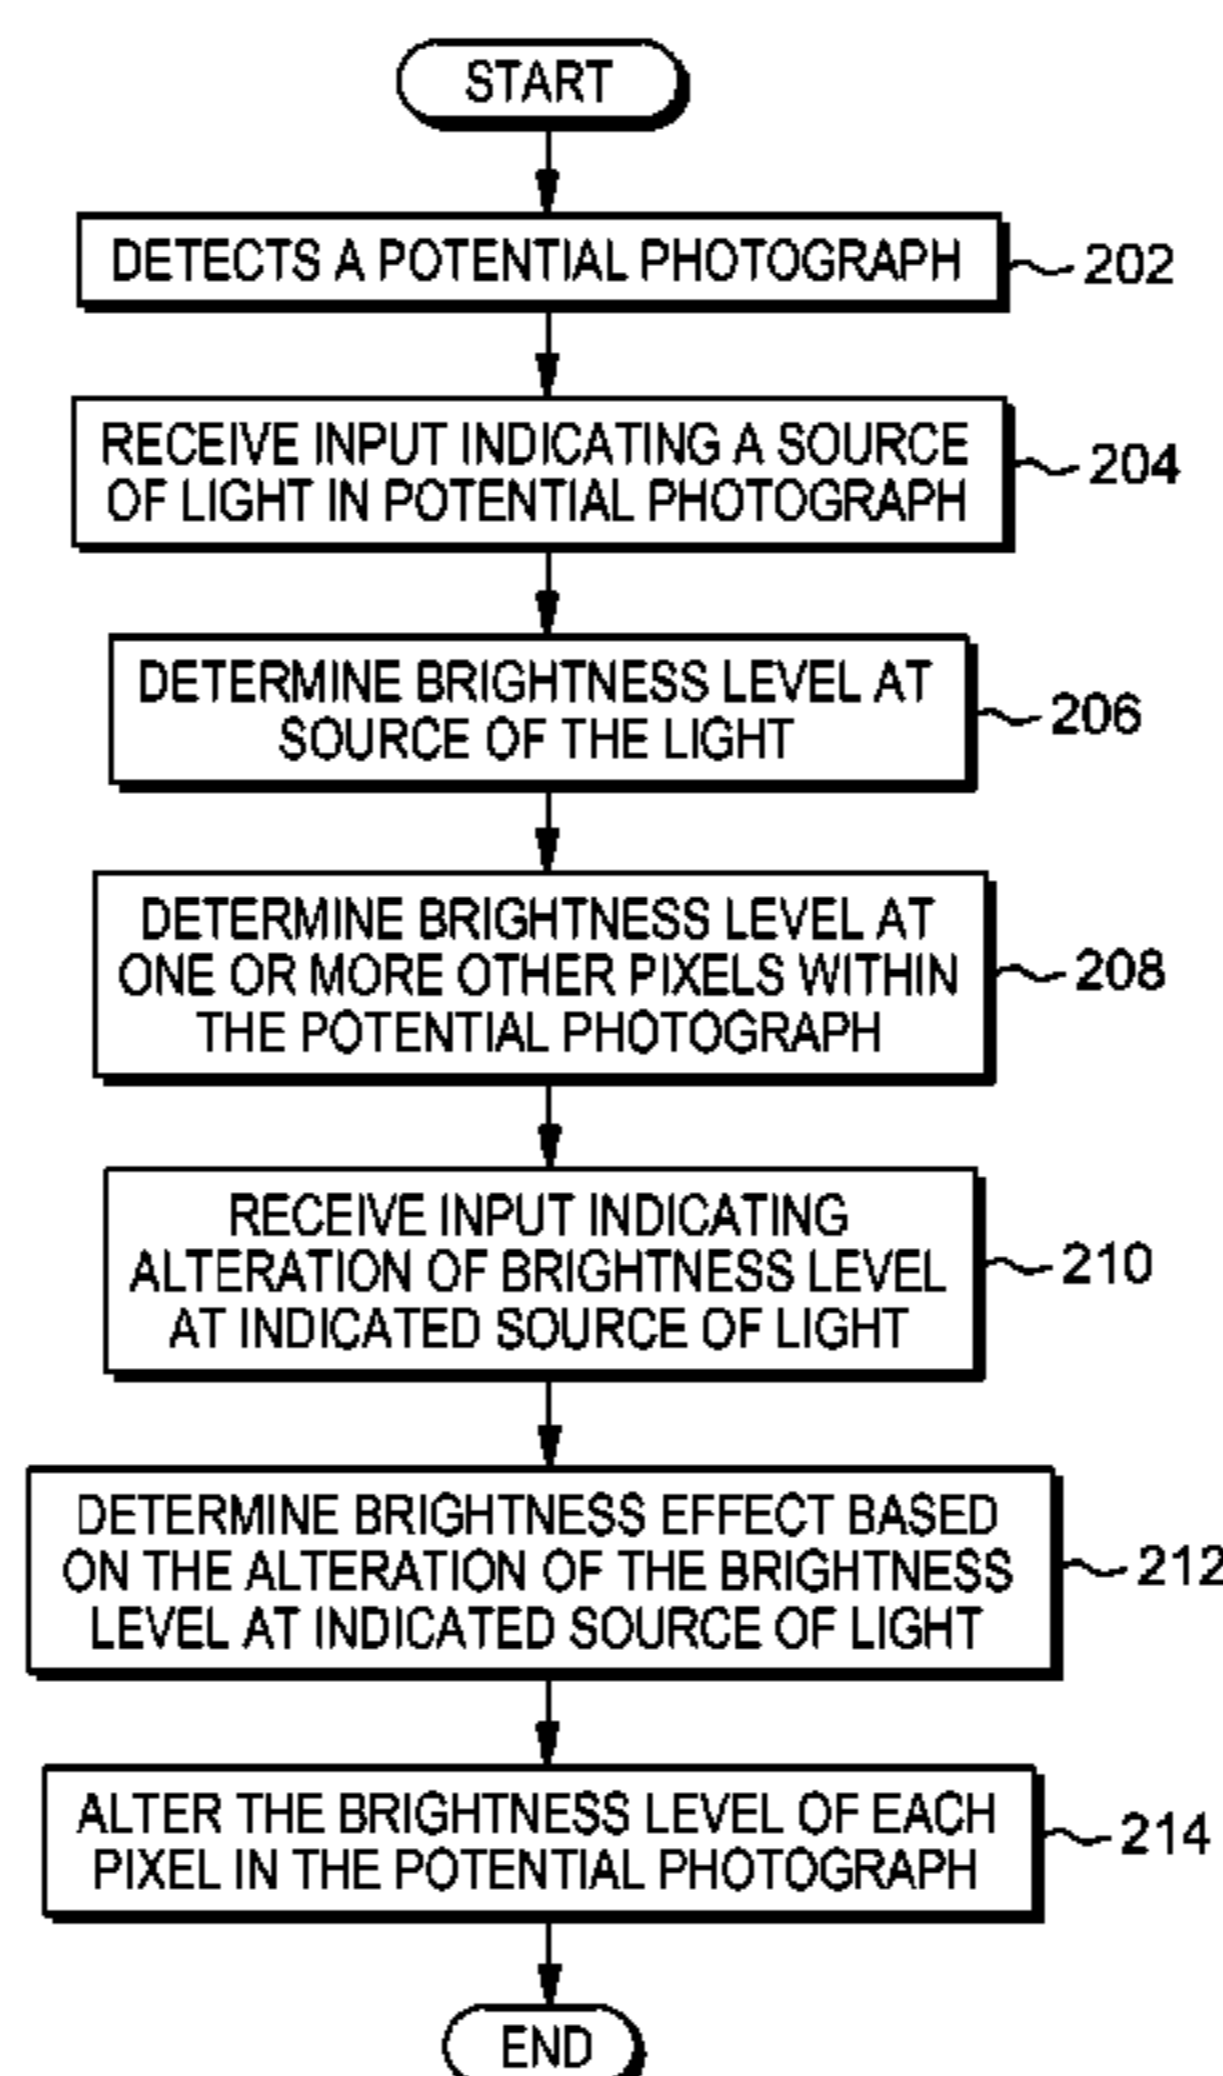 START
DETECTS A POTENTIAL PHOTOGRAPH
202
RECEIVE INPUT INDICATING A SOURCE
OF LIGHT IN POTENTIAL PHOTOGRAPH
204
DETERMINE BRIGHTNESS LEVEL AT
SOURCE OF THE LIGHT
206
DETERMINE BRIGHTNESS LEVEL AT
ONE OR MORE OTHER PIXELS WITHIN
THE POTENTIAL PHOTOGRAPH
208
RECEIVE INPUT INDICATING
ALTERATION OF BRIGHTNESS LEVEL
AT INDICATED SOURCE OF LIGHT
210
DETERMINE BRIGHTNESS EFFECT BASED
ON THE ALTERATION OF THE BRIGHTNESS
LEVEL AT INDICATED SOURCE OF LIGHT
212
ALTER THE BRIGHTNESS LEVEL OF EACH
PIXEL IN THE POTENTIAL PHOTOGRAPH
214
END